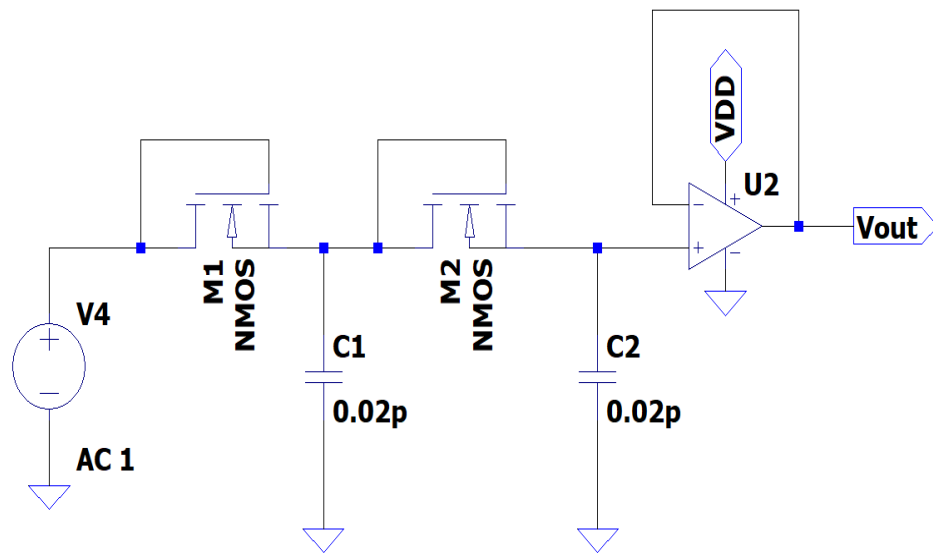 VDD
U2
+
-
+
-
Vout
M1
NMOS
M2
NMOS
V4
+
-
AC 1
C1
0.02p
C2
0.02p